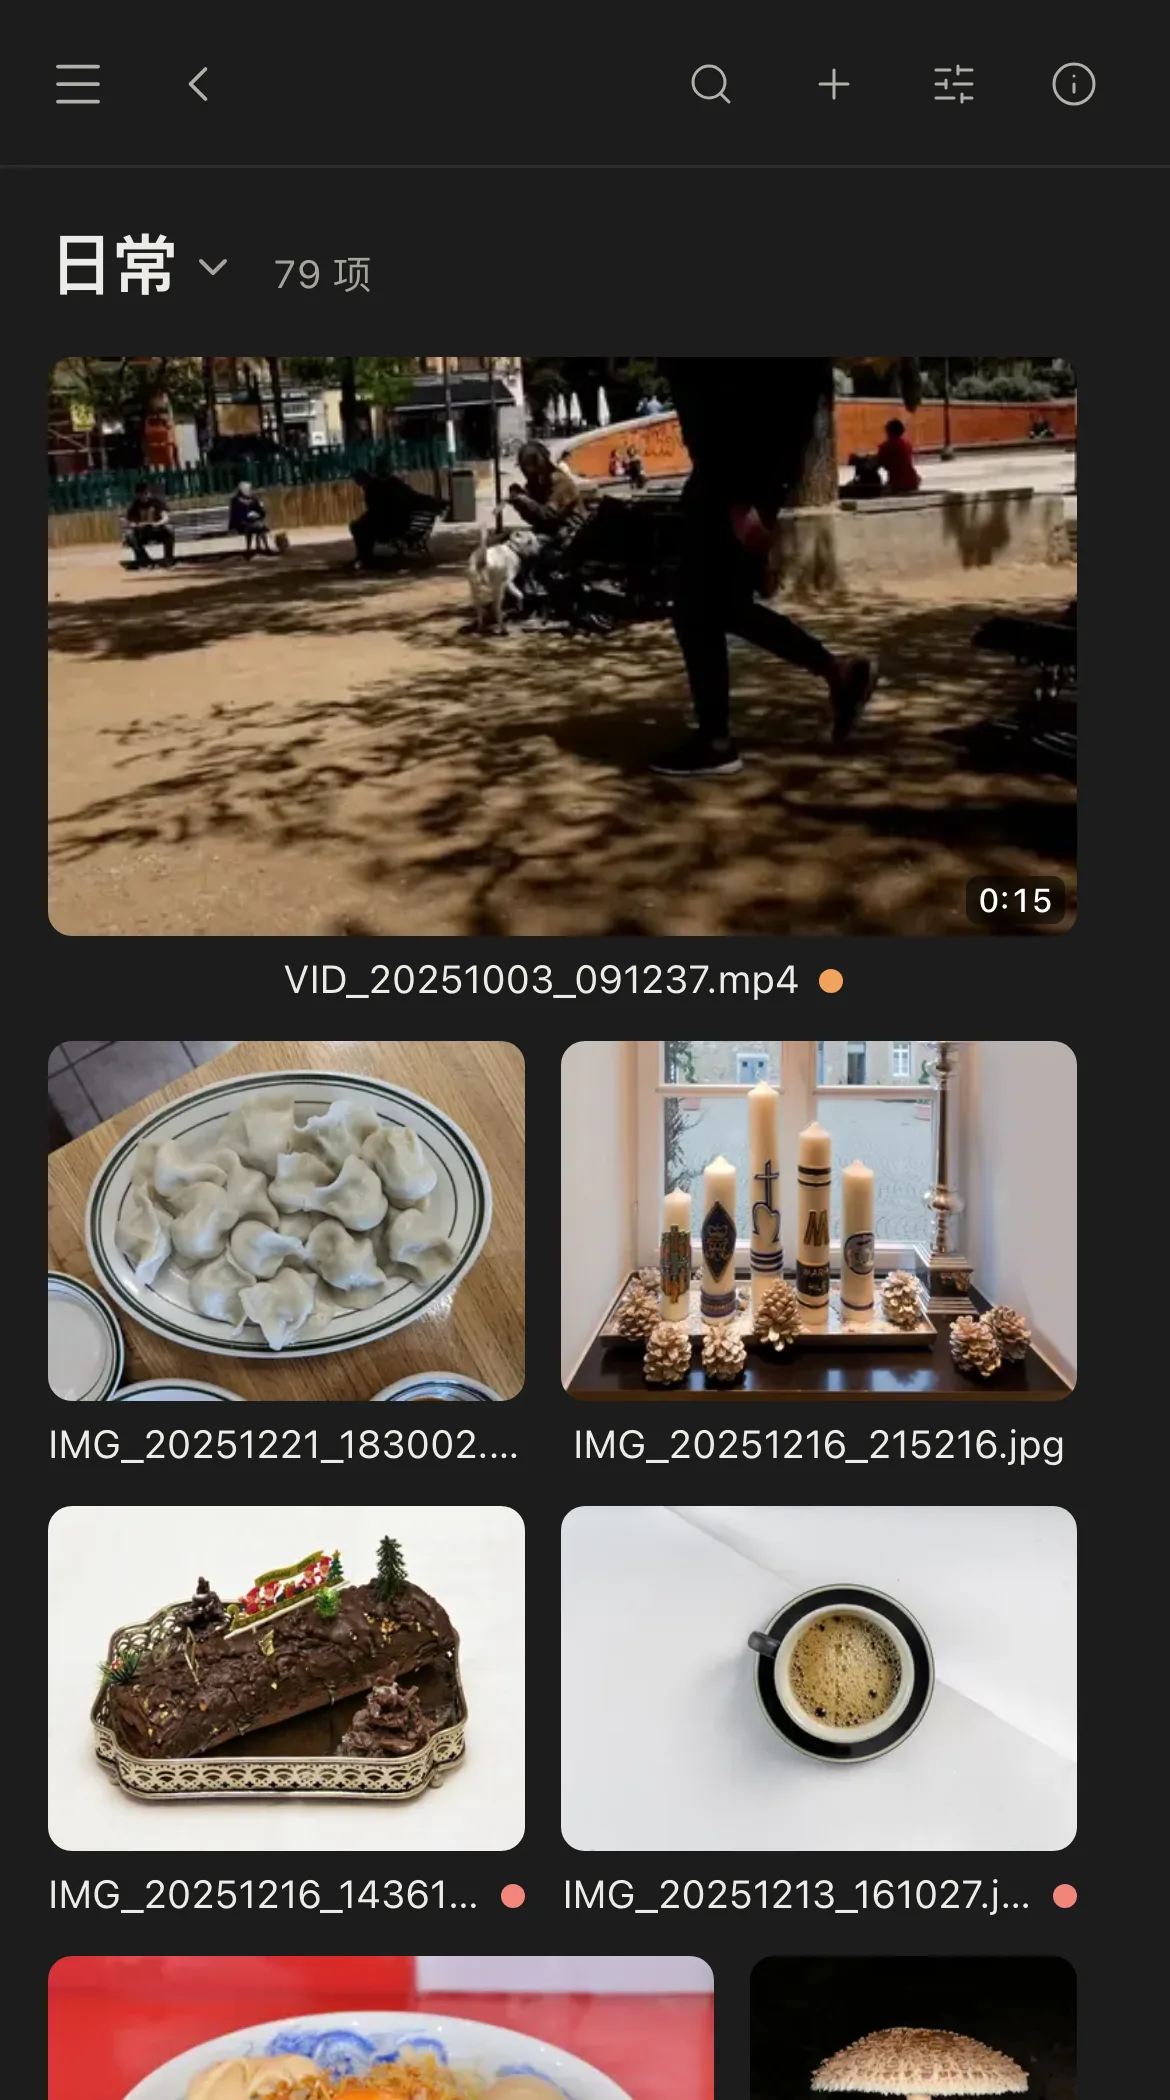 日常 79 项
0:15
VID_20251003_091237.mp4
IMG_20251221_183002.... IMG_20251216_215216.jpg
IMG_20251216_14361... IMG_20251213_161027.j...